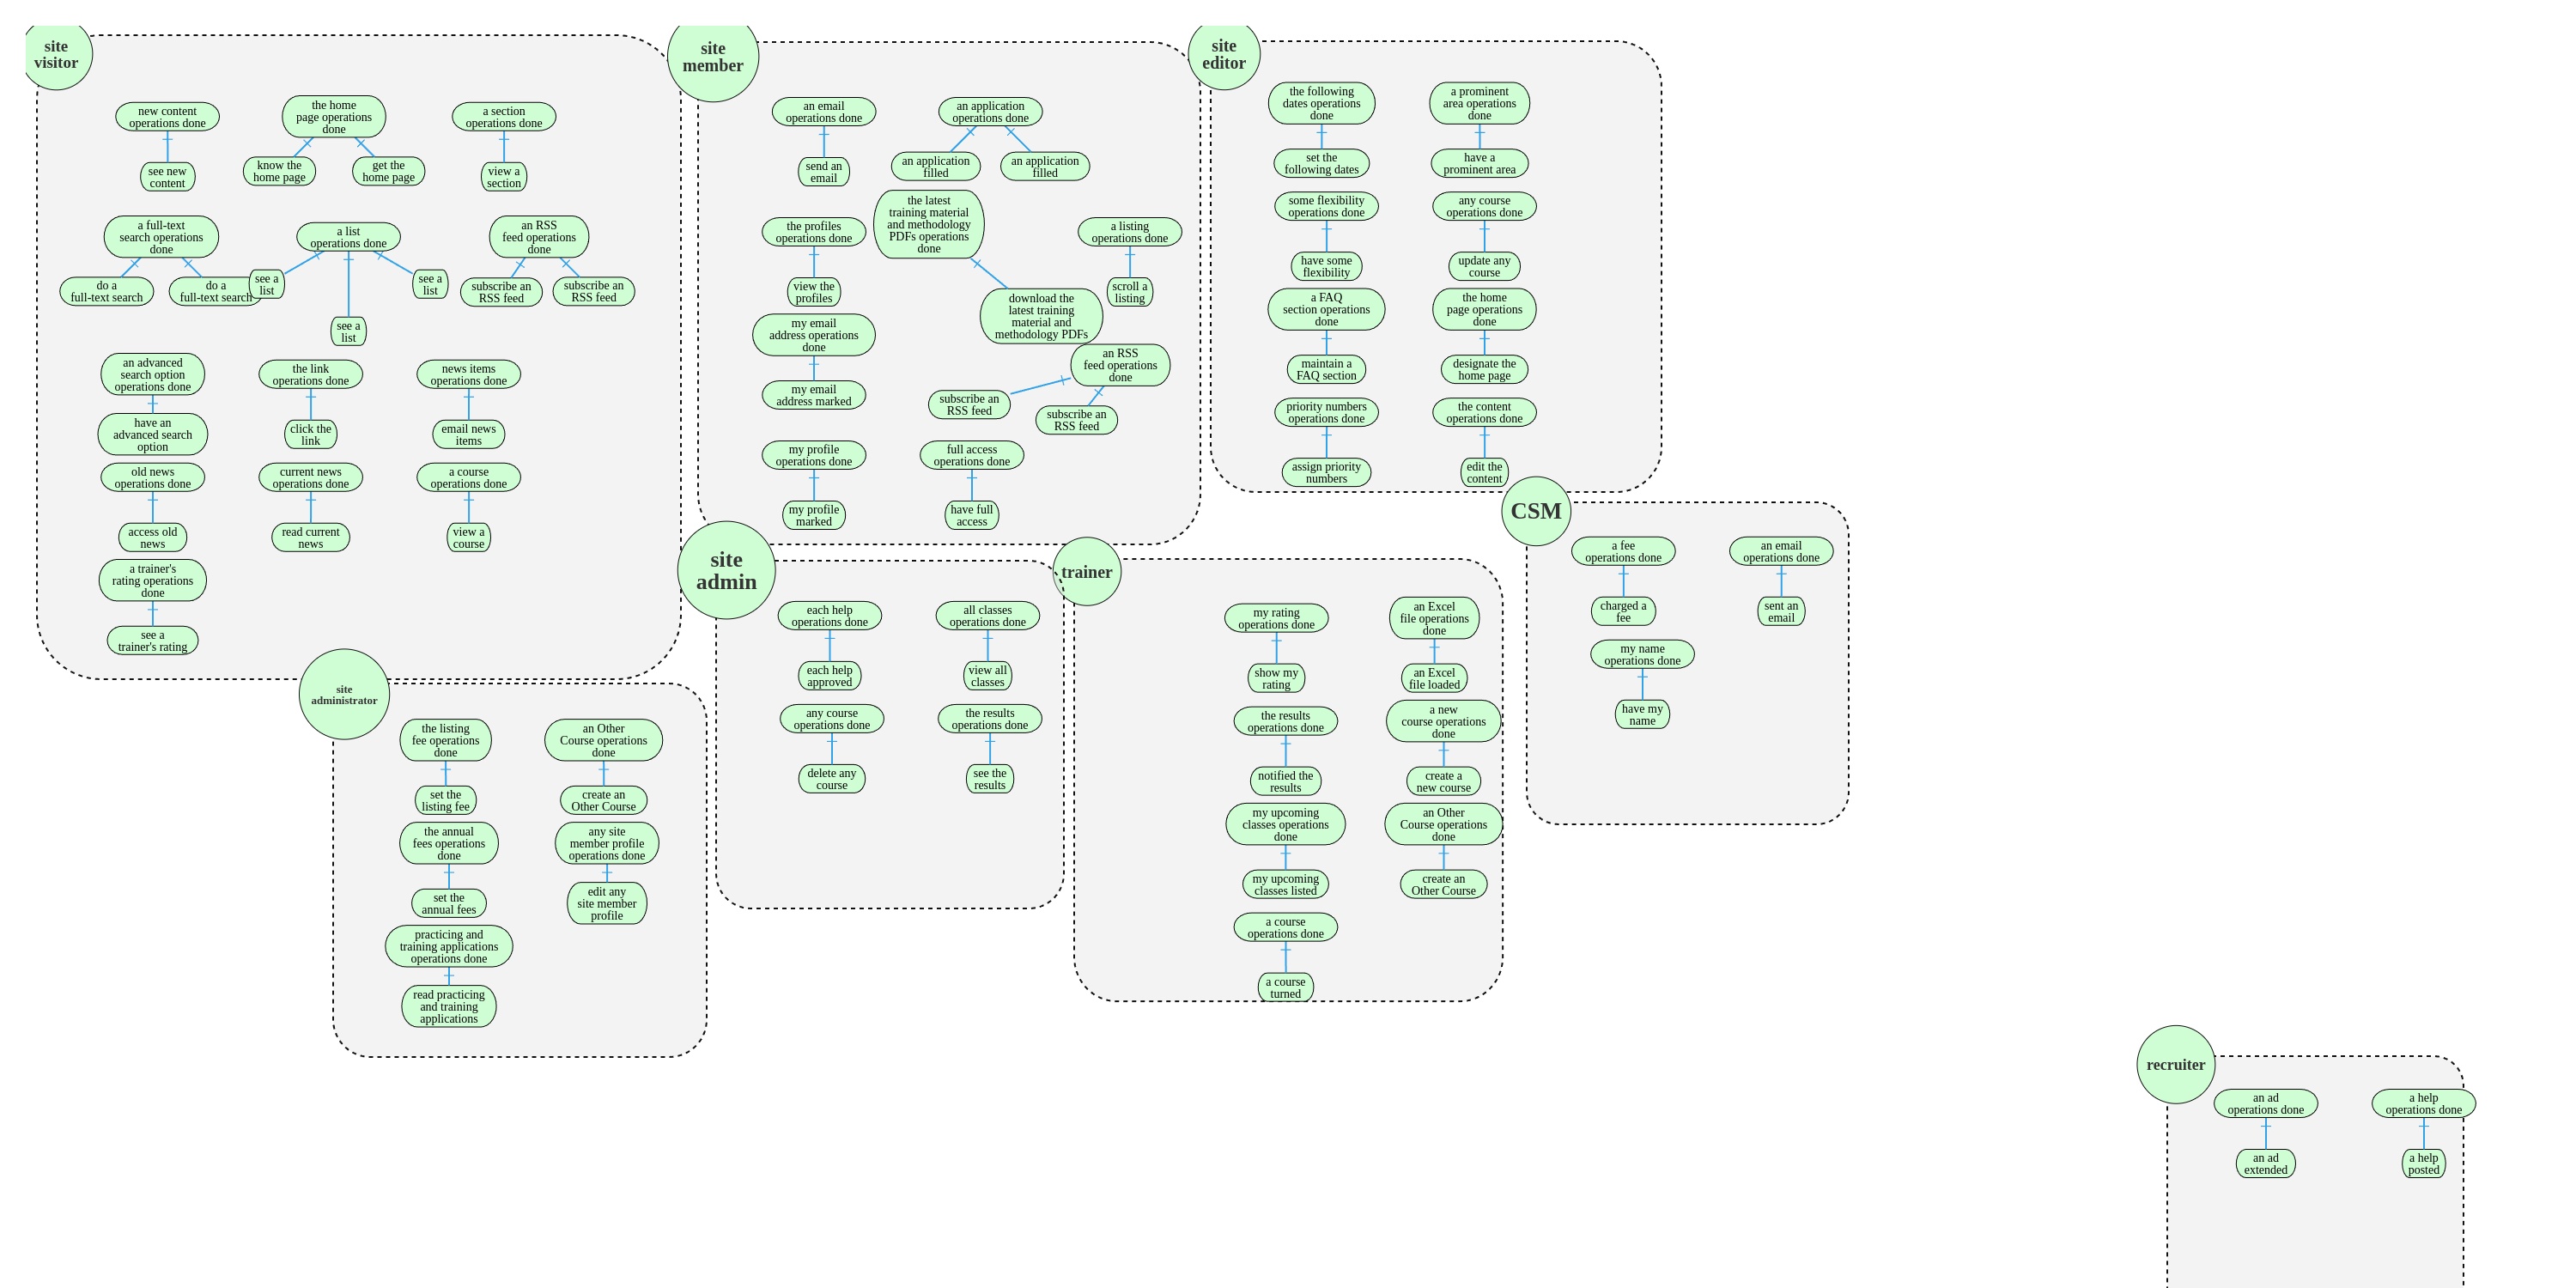 site
visitor
new content
operations done
see new
content
the home
page operations
done
know the
home page
get the
home page
a section
operations done
view a
section
a full-text
search operations
done
do a
full-text search
do a
full-text search
a list
operations done
see a
list
see a
list
see a
list
an RSS
feed operations
done
subscribe an
RSS feed
subscribe an
RSS feed
an advanced
search option
operations done
have an
advanced search
option
the link
operations done
click the
link
news items
operations done
email news
items
old news
operations done
access old
news
current news
operations done
read current
news
a course
operations done
view a
course
a trainer's
rating operations
done
see a
trainer's rating
site
member
an email
operations done
send an
email
an application
operations done
an application
filled
an application
filled
the profiles
operations done
view the
profiles
the latest
training material
and methodology
PDFs operations
done
download the
latest training
material and
methodology PDFs
a listing
operations done
scroll a
listing
my email
address operations
done
my email
address marked
an RSS
feed operations
done
subscribe an
RSS feed
subscribe an
RSS feed
my profile
operations done
my profile
marked
full access
operations done
have full
access
site
editor
the following
dates operations
done
set the
following dates
a prominent
area operations
done
have a
prominent area
some flexibility
operations done
have some
flexibility
any course
operations done
update any
course
a FAQ
section operations
done
maintain a
FAQ section
the home
page operations
done
designate the
home page
priority numbers
operations done
assign priority
numbers
the content
operations done
edit the
content
CSM
a fee
operations done
charged a
fee
an email
operations done
sent an
email
my name
operations done
have my
name
site
admin
each help
operations done
each help
approved
all classes
operations done
view all
classes
any course
operations done
delete any
course
the results
operations done
see the
results
trainer
my rating
operations done
show my
rating
an Excel
file operations
done
an Excel
file loaded
the results
operations done
notified the
results
a new
course operations
done
create a
new course
my upcoming
classes operations
done
my upcoming
classes listed
an Other
Course operations
done
create an
Other Course
a course
operations done
a course
turned
site
administrator
the listing
fee operations
done
set the
listing fee
an Other
Course operations
done
create an
Other Course
the annual
fees operations
done
set the
annual fees
any site
member profile
operations done
edit any
site member
profile
practicing and
training applications
operations done
read practicing
and training
applications
recruiter
an ad
operations done
an ad
extended
a help
operations done
a help
posted